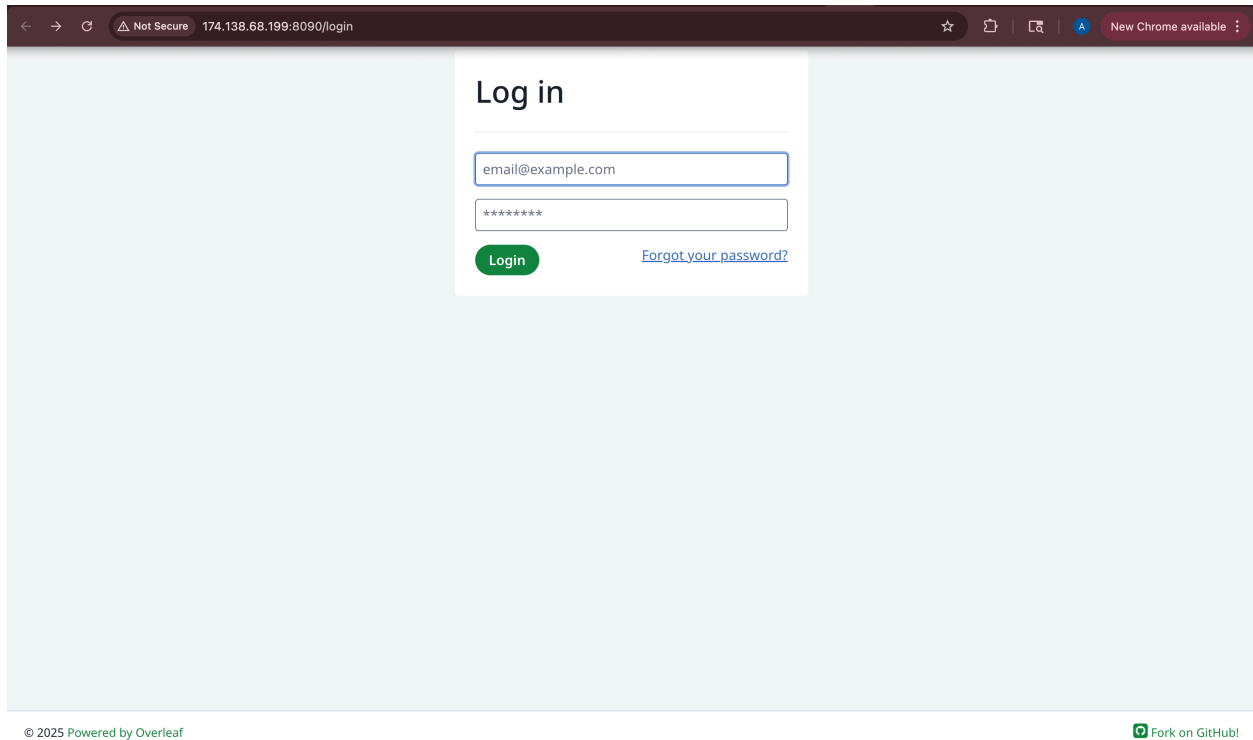 Not Secure 174.138.68.199:8090/login A New Chrome available
Log in
email@example.com
********
Login Forgot your password?
© 2025 Powered by Overleaf Fork on GitHub!